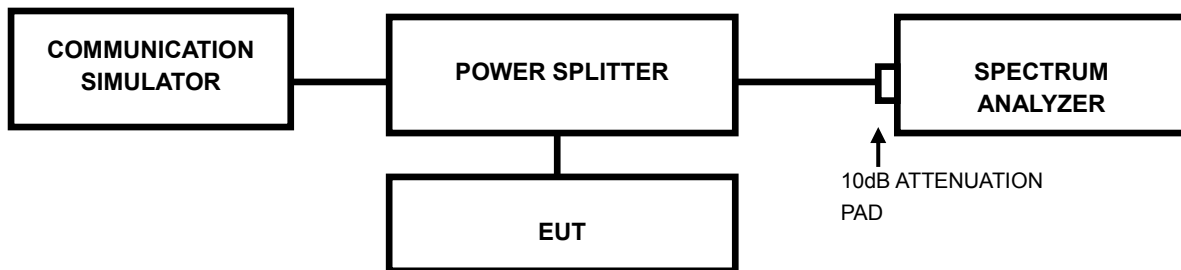 COMMUNICATION
SIMULATOR
POWER SPLITTER
SPECTRUM
ANALYZER
10dB ATTENUATION
PAD
EUT